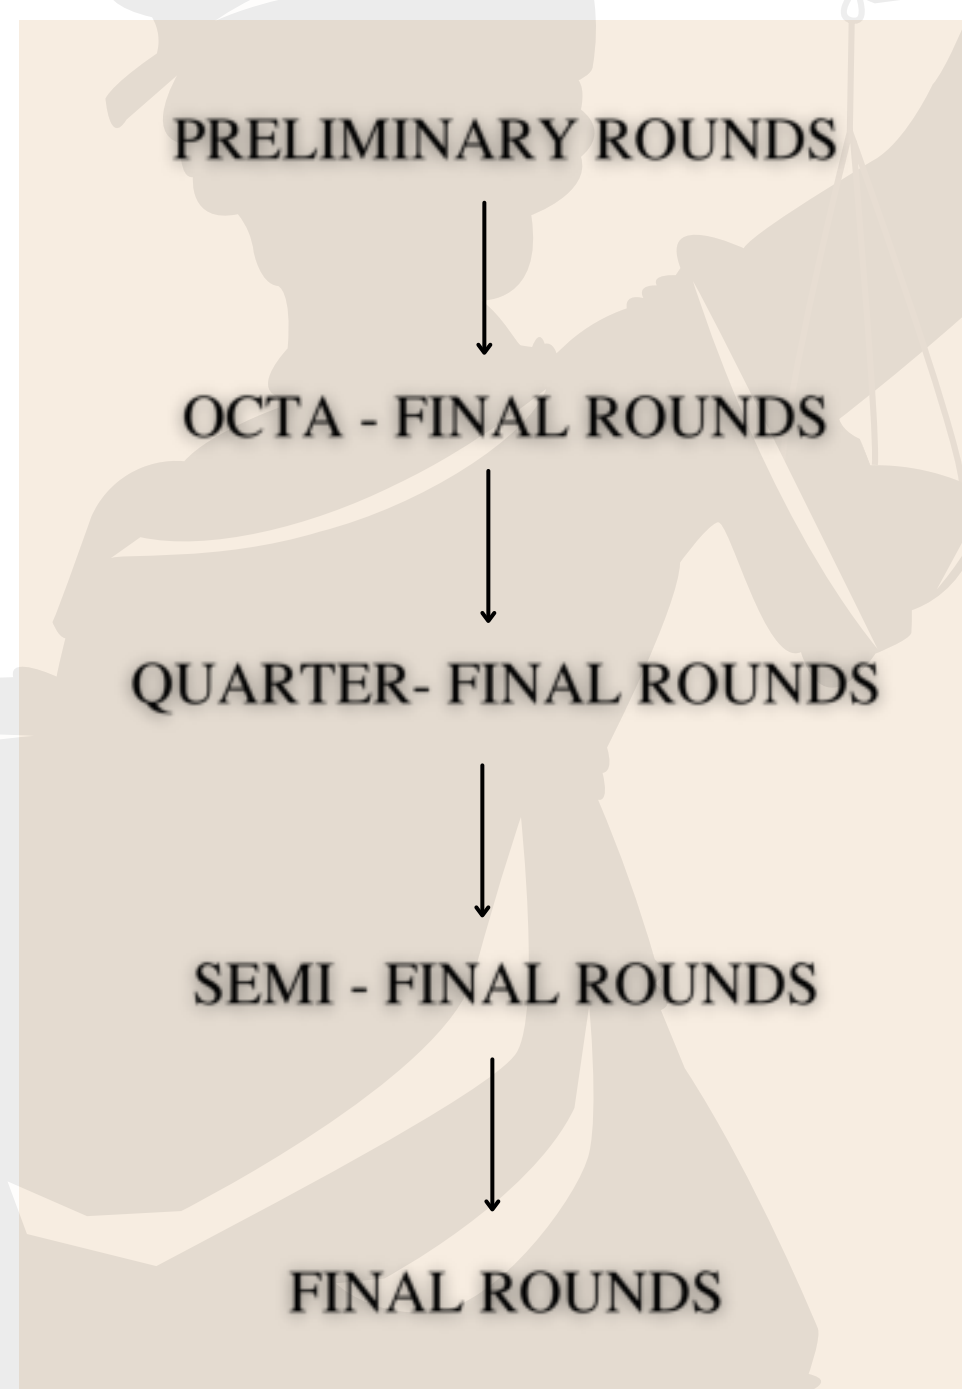 PRELIMINARY ROUNDS
OCTA - FINAL ROUNDS
QUARTER- FINAL ROUNDS
SEMI - FINAL ROUNDS
FINAL ROUNDS